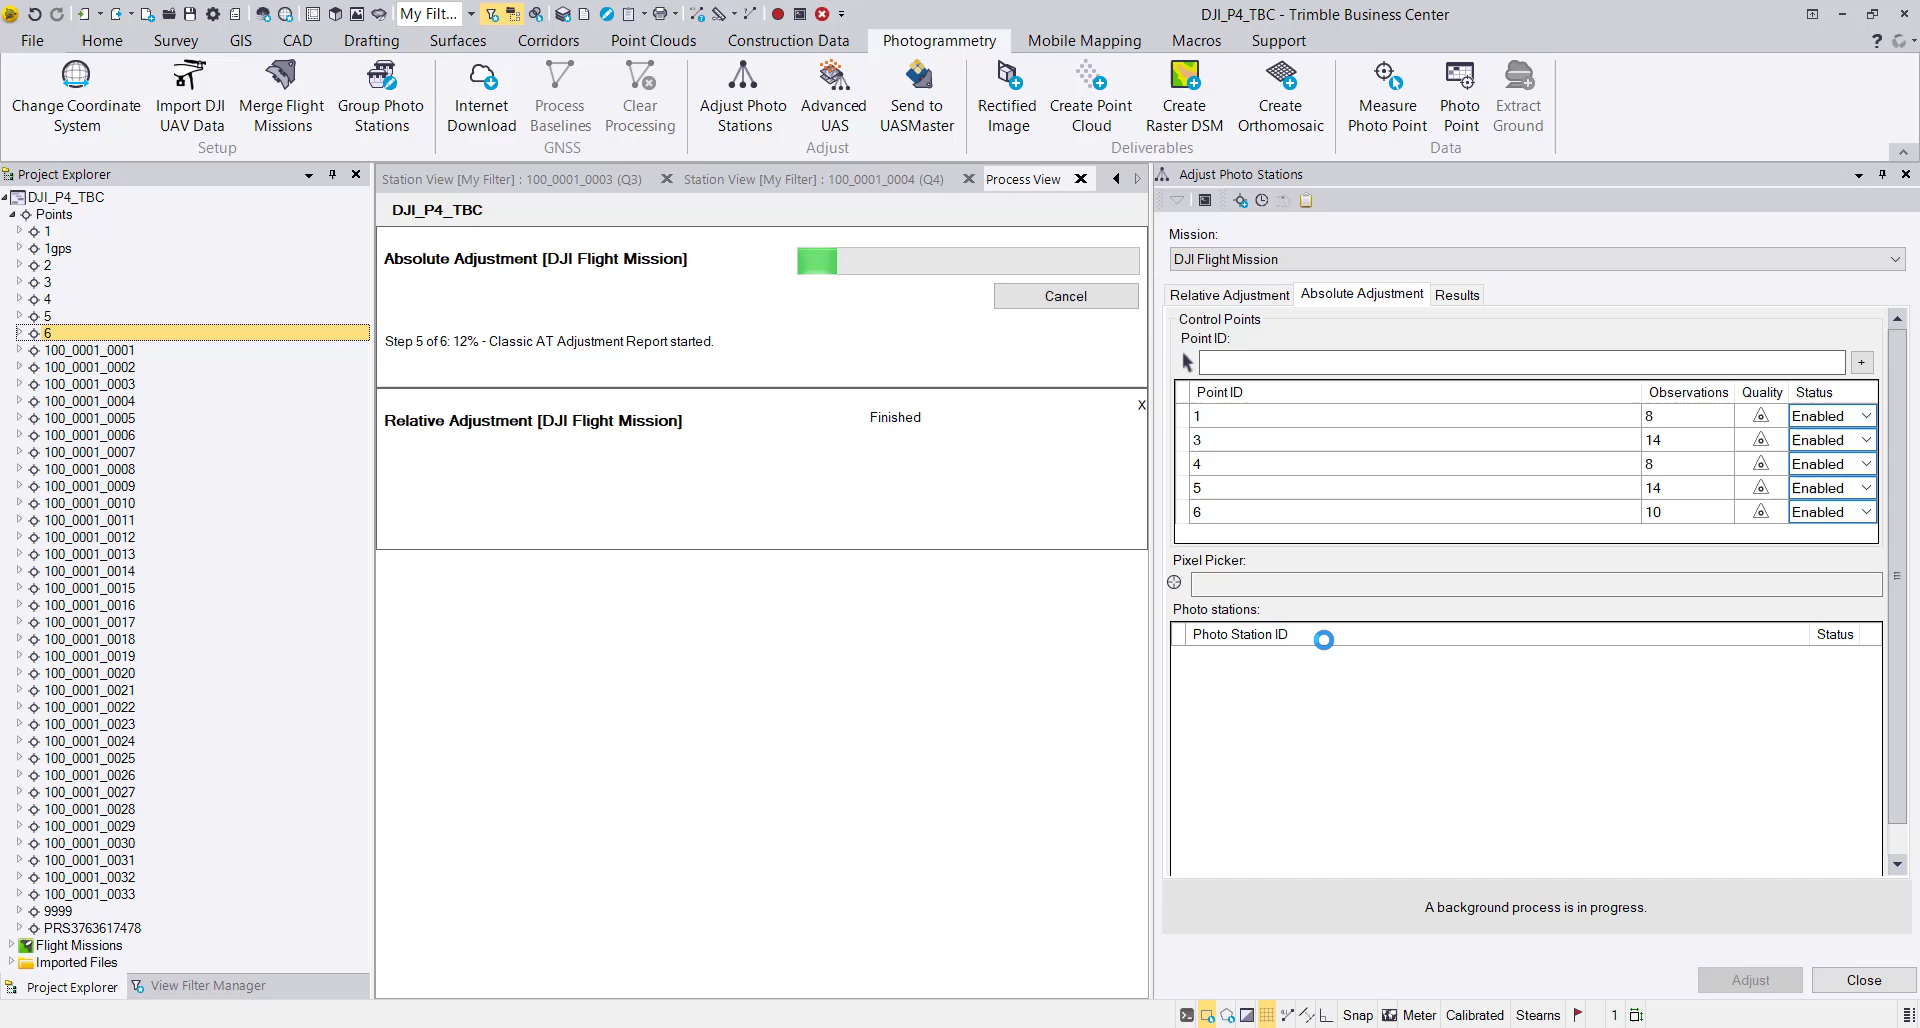 My Filt...
DJI_P4_TBC - Trimble Business Center
File Home Survey GIS CAD Drafting Surfaces Corridors Point Clouds Construction Data Photogrammetry Mobile Mapping Macros Support
Change Coordinate System
Import DJI UAV Data
Merge Flight Missions
Group Photo Stations
Setup
Internet Download
Process Baselines
Clear Processing
GNSS
Adjust Photo Stations
Advanced UAS
Send to UASMaster
Adjust
Rectified Image
Create Point Cloud
Create Raster DSM
Create Orthomosaic
Deliverables
Measure Photo Point
Photo Point
Extract Ground
Data
Project Explorer
DJI_P4_TBC
Points
1
1gps
2
3
4
5
6
100_0001_0001
100_0001_0002
100_0001_0003
100_0001_0004
100_0001_0005
100_0001_0006
100_0001_0007
100_0001_0008
100_0001_0009
100_0001_0010
100_0001_0011
100_0001_0012
100_0001_0013
100_0001_0014
100_0001_0015
100_0001_0016
100_0001_0017
100_0001_0018
100_0001_0019
100_0001_0020
100_0001_0021
100_0001_0022
100_0001_0023
100_0001_0024
100_0001_0025
100_0001_0026
100_0001_0027
100_0001_0028
100_0001_0029
100_0001_0030
100_0001_0031
100_0001_0032
100_0001_0033
9999
PRS3763617478
Flight Missions
Imported Files
Project Explorer
View Filter Manager
Station View [My Filter] : 100_0001_0003 (Q3)
Station View [My Filter] : 100_0001_0004 (Q4)
Process View
DJI_P4_TBC
Absolute Adjustment [DJI Flight Mission]
Cancel
Step 5 of 6: 12% - Classic AT Adjustment Report started.
X
Relative Adjustment [DJI Flight Mission]
Finished
Adjust Photo Stations
Mission:
DJI Flight Mission
Relative Adjustment Absolute Adjustment Results
Control Points
Point ID:
+
Point ID Observations Quality Status
1 8 Enabled
3 14 Enabled
4 8 Enabled
5 14 Enabled
6 10 Enabled
Pixel Picker:
Photo stations:
Photo Station ID Status
A background process is in progress.
Adjust Close
Snap Meter Calibrated Stearns 1